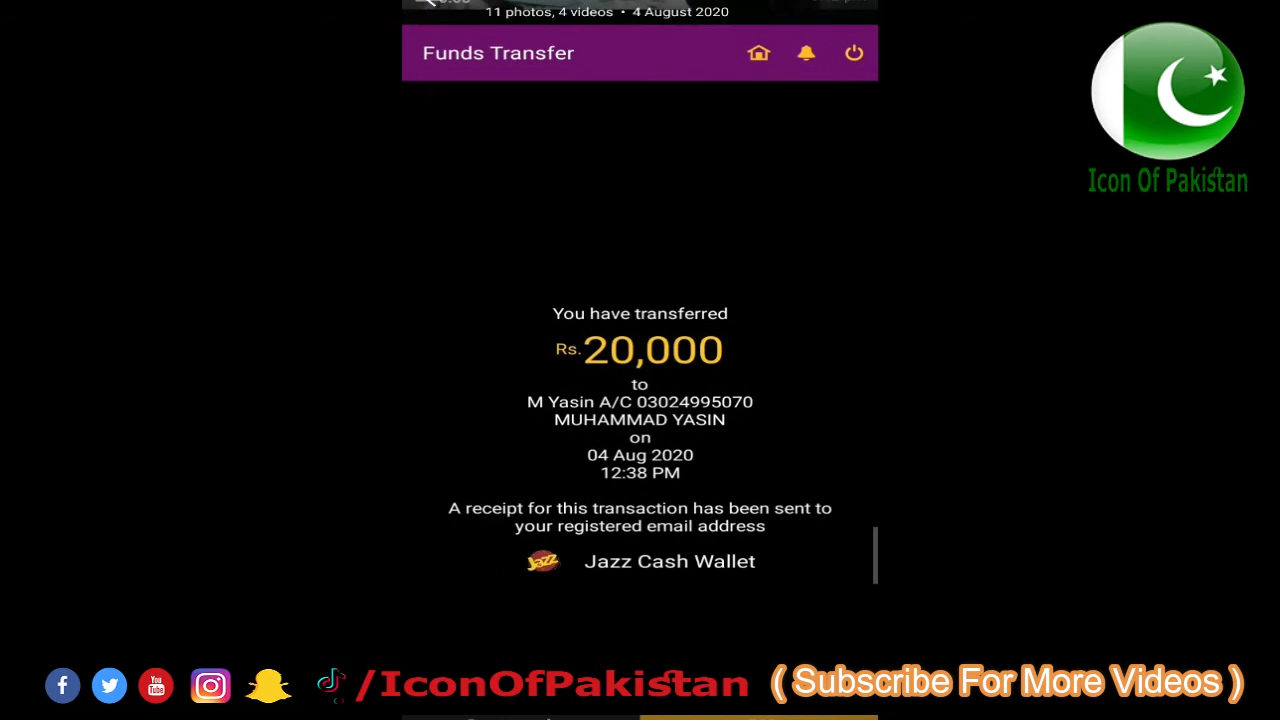 11 photos, 4 videos • 4 August 2020
Funds Transfer
Icon Of Pakistan
You have transferred
Rs. 20,000
to
M Yasin A/C 03024995070
MUHAMMAD YASIN
on
04 Aug 2020
12:38 PM
A receipt for this transaction has been sent to
your registered email address
Jazz
Jazz Cash Wallet
You Tube
/IconOfPakistan
( Subscribe For More Videos )